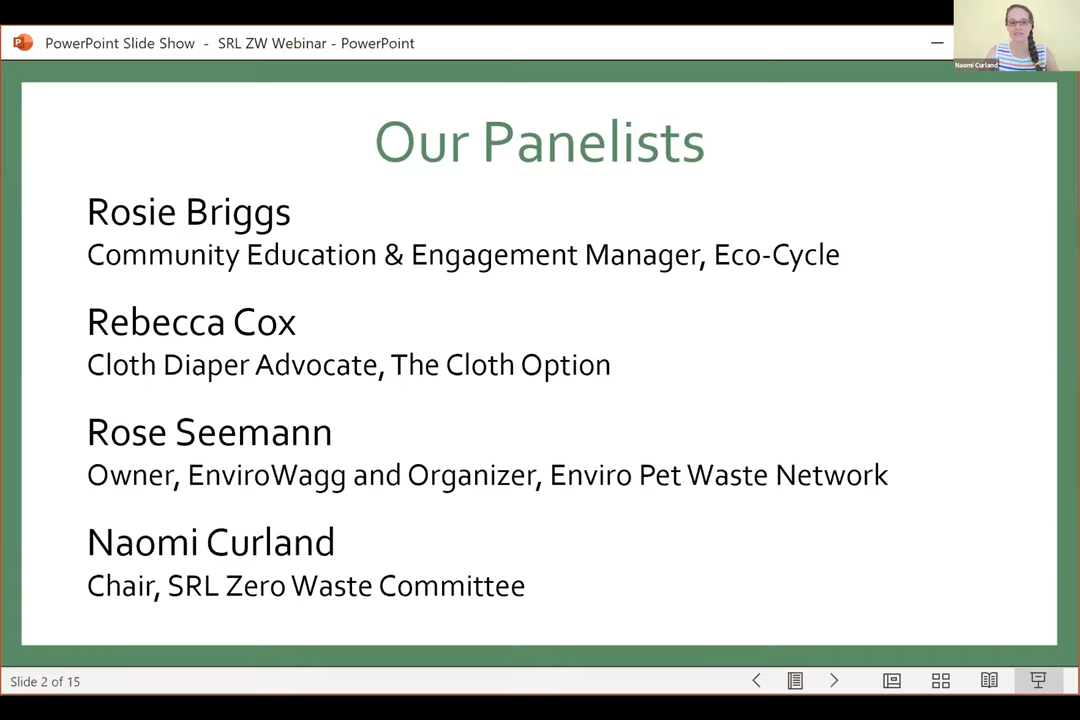 PowerPoint Slide Show - SRL ZW Webinar - PowerPoint
Naomi Curland
Our Panelists
Rosie Briggs
Community Education & Engagement Manager, Eco-Cycle
Rebecca Cox
Cloth Diaper Advocate, The Cloth Option
Rose Seemann
Owner, EnviroWagg and Organizer, Enviro Pet Waste Network
Naomi Curland
Chair, SRL Zero Waste Committee
Slide 2 of 15